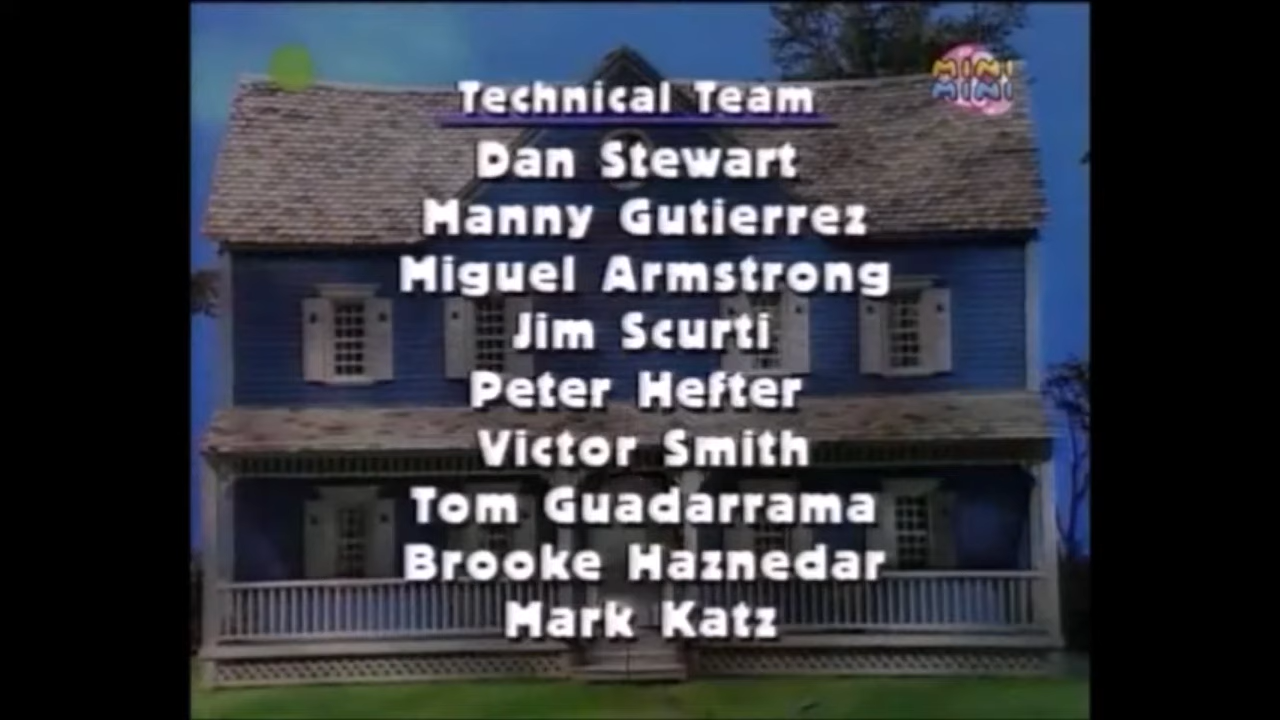 MINI
MINI
Technical Team
Dan Stewart
Manny Gutierrez
Miguel Armstrong
Jim Scurti
Peter Hefter
Victor Smith
Tom Guadarrama
Brooke Haznedar
Mark Katz